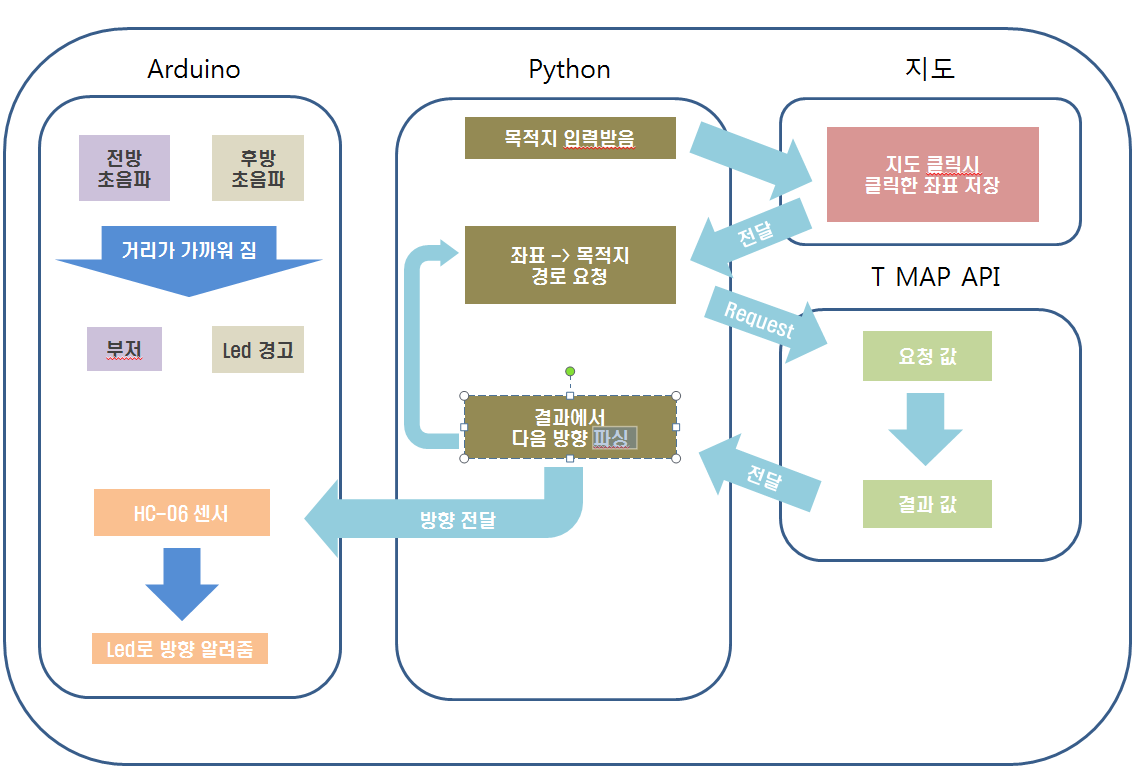 Arduino
전방
초음파
후방
초음파
거리가 가까워 짐
부저
Led 경고
HC-06 센서
Led로 방향 알려줌
Python
목적지 입력받음
좌표 -> 목적지
경로 요청
결과에서
다음 방향 파싱
방향 전달
전달
Request
전달
지도
지도 클릭시
클릭한 좌표 저장
T MAP API
요청 값
결과 값